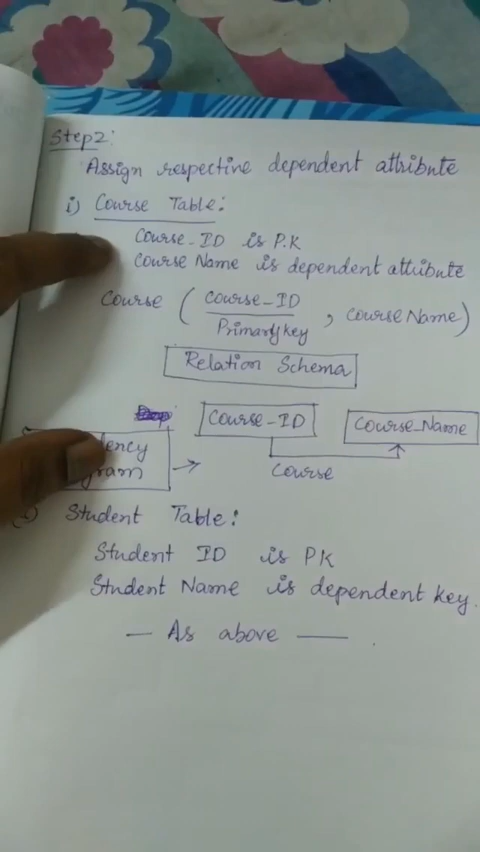 Step2:
Assign respective dependent attribute
i) Course Table:
Course-ID is P.K
Course Name is dependent attribute
Course ( Course-ID , Course Name)
Primary key
Relation Schema
Course-ID
Course-Name
Course
Student Table:
Student ID is PK
Student Name is dependent key.
— As above —